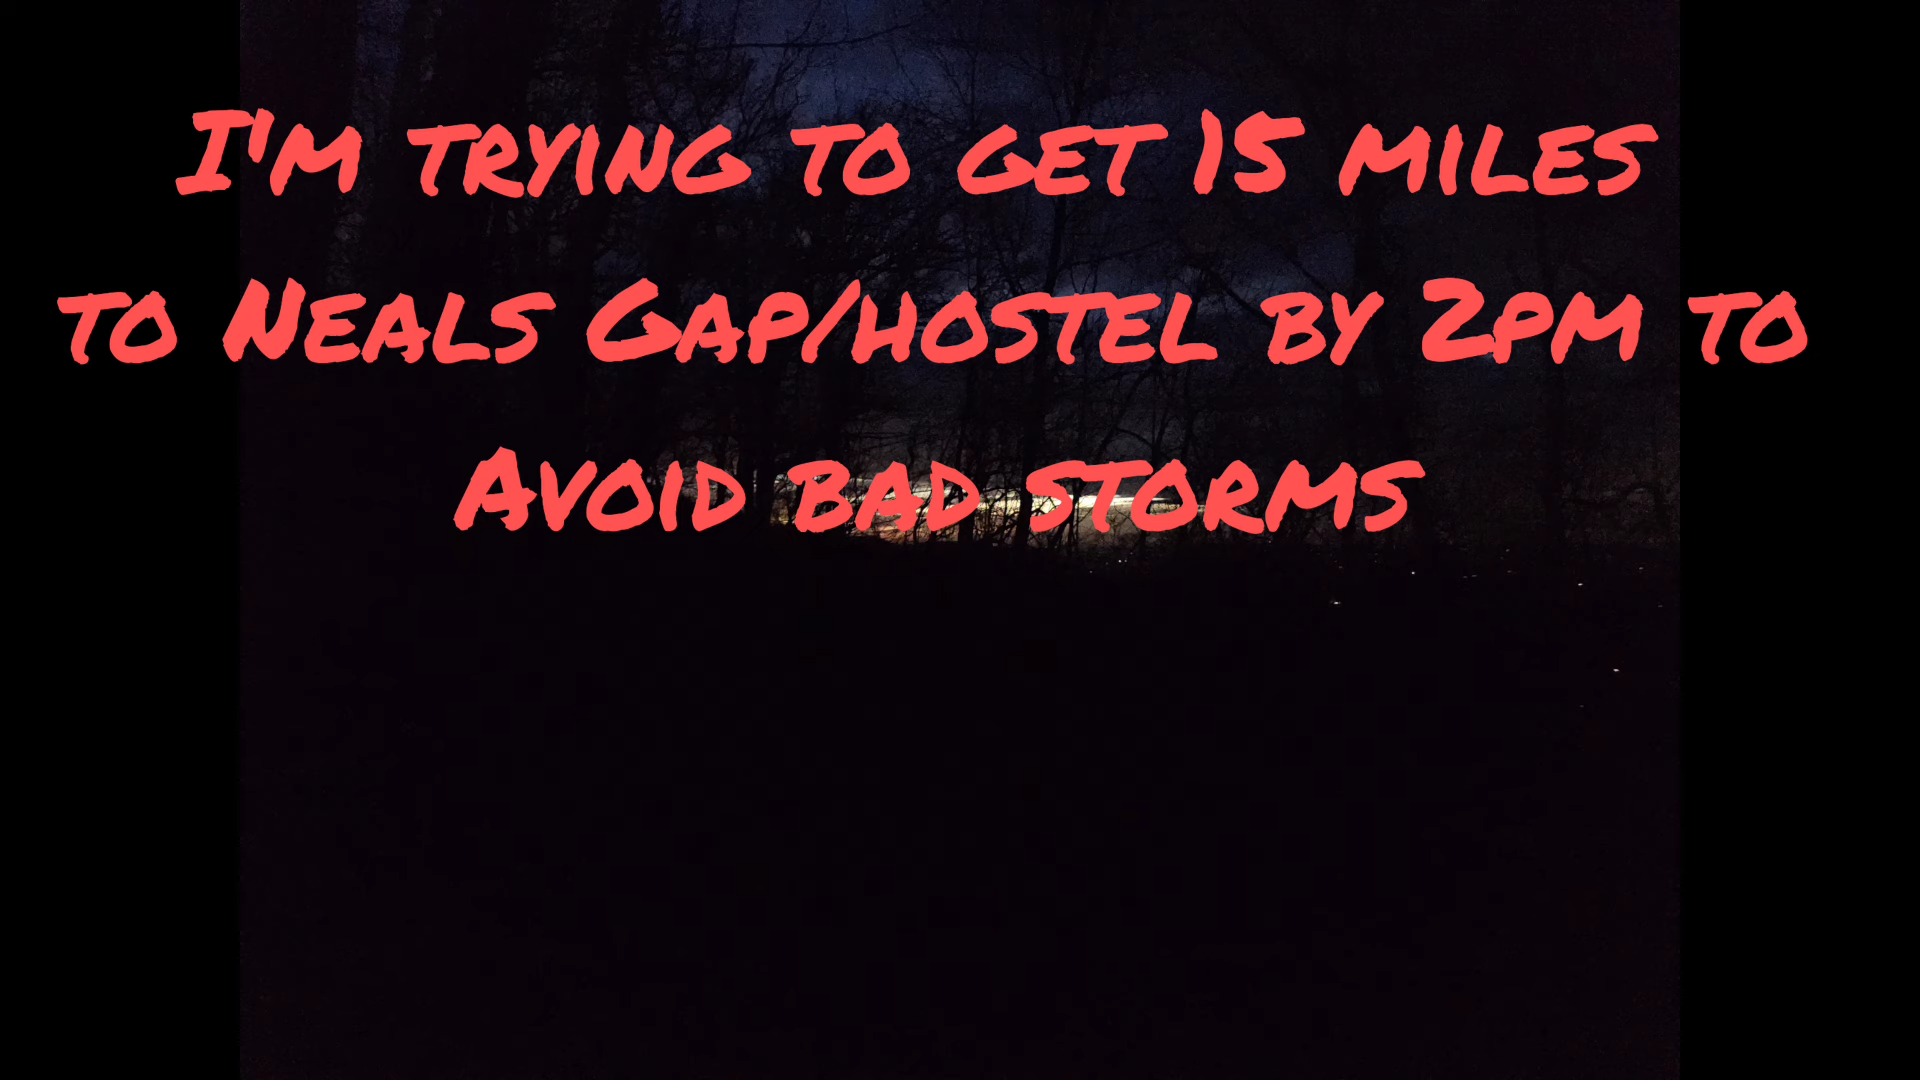 I'm trying to get 15 miles
to Neals Gap/hostel by 2pm to
Avoid bad storms